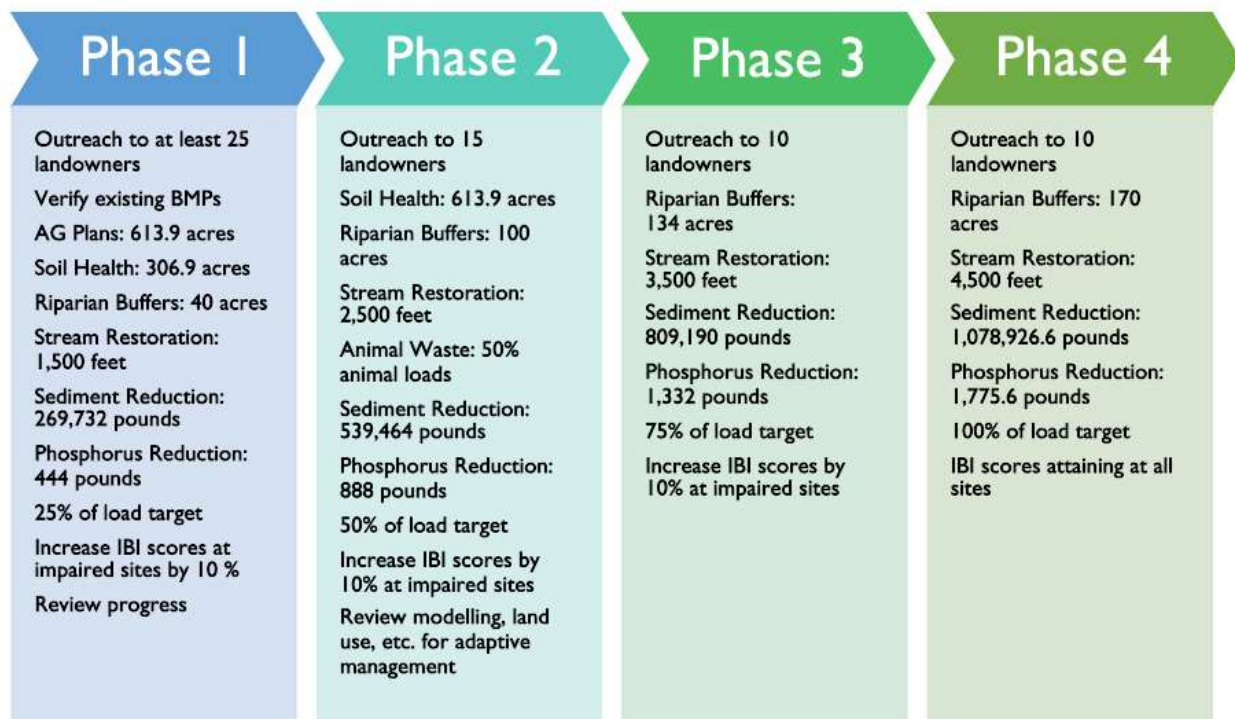 Phase 1
Outreach to at least 25
landowners
Verify existing BMPs
AG Plans: 613.9 acres
Soil Health: 306.9 acres
Riparian Buffers: 40 acres
Stream Restoration:
1,500 feet
Sediment Reduction:
269,732 pounds
Phosphorus Reduction:
444 pounds
25% of load target
Increase IBI scores at
impaired sites by 10 %
Review progress
Phase 2
Outreach to 15
landowners
Soil Health: 613.9 acres
Riparian Buffers: 100
acres
Stream Restoration:
2,500 feet
Animal Waste: 50%
animal loads
Sediment Reduction:
539,464 pounds
Phosphorus Reduction:
888 pounds
50% of load target
Increase IBI scores by
10% at impaired sites
Review modelling, land
use, etc. for adaptive
management
Phase 3
Outreach to 10
landowners
Riparian Buffers:
134 acres
Stream Restoration:
3,500 feet
Sediment Reduction:
809,190 pounds
Phosphorus Reduction:
1,332 pounds
75% of load target
Increase IBI scores by
10% at impaired sites
Phase 4
Outreach to 10
landowners
Riparian Buffers: 170
acres
Stream Restoration:
4,500 feet
Sediment Reduction:
1,078,926.6 pounds
Phosphorus Reduction:
1,775.6 pounds
100% of load target
IBI scores attaining at all
sites